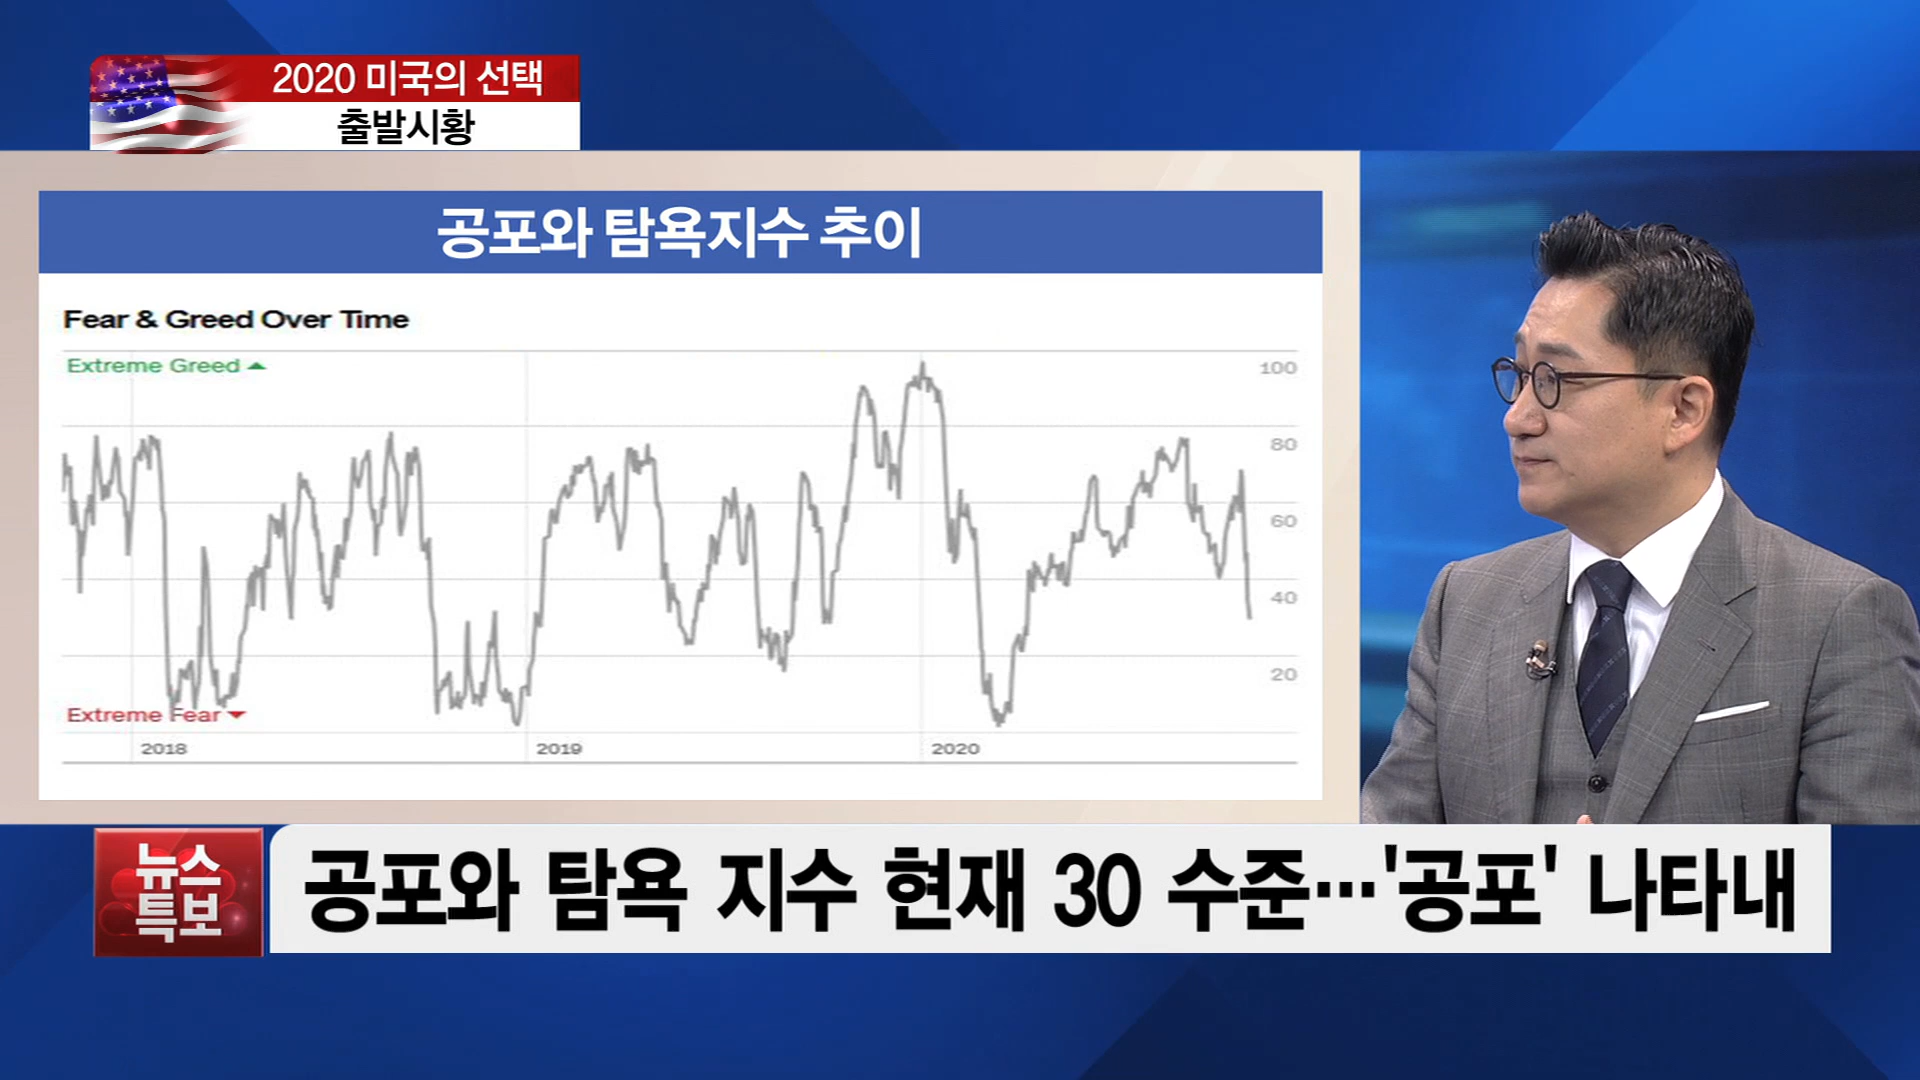 2020 미국의 선택
출발시황
공포와 탐욕지수 추이
Fear & Greed Over Time
Extreme Greed
100
80
60
40
20
Extreme Fear
2018
2019
2020
뉴스
특보
공포와 탐욕 지수 현재 30 수준…'공포' 나타내